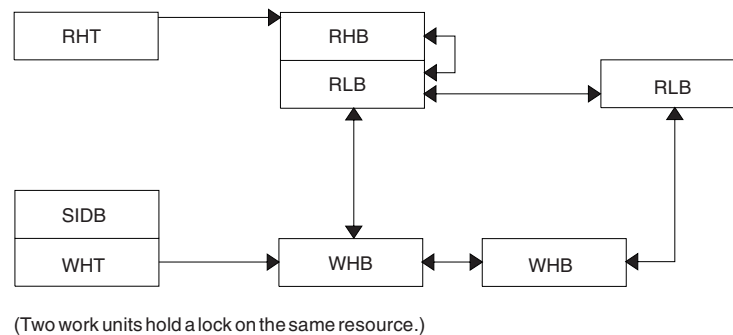 RHT
RHB
RLB
RLB
SIDB
WHT
WHB
WHB
(Two work units hold a lock on the same resource.)